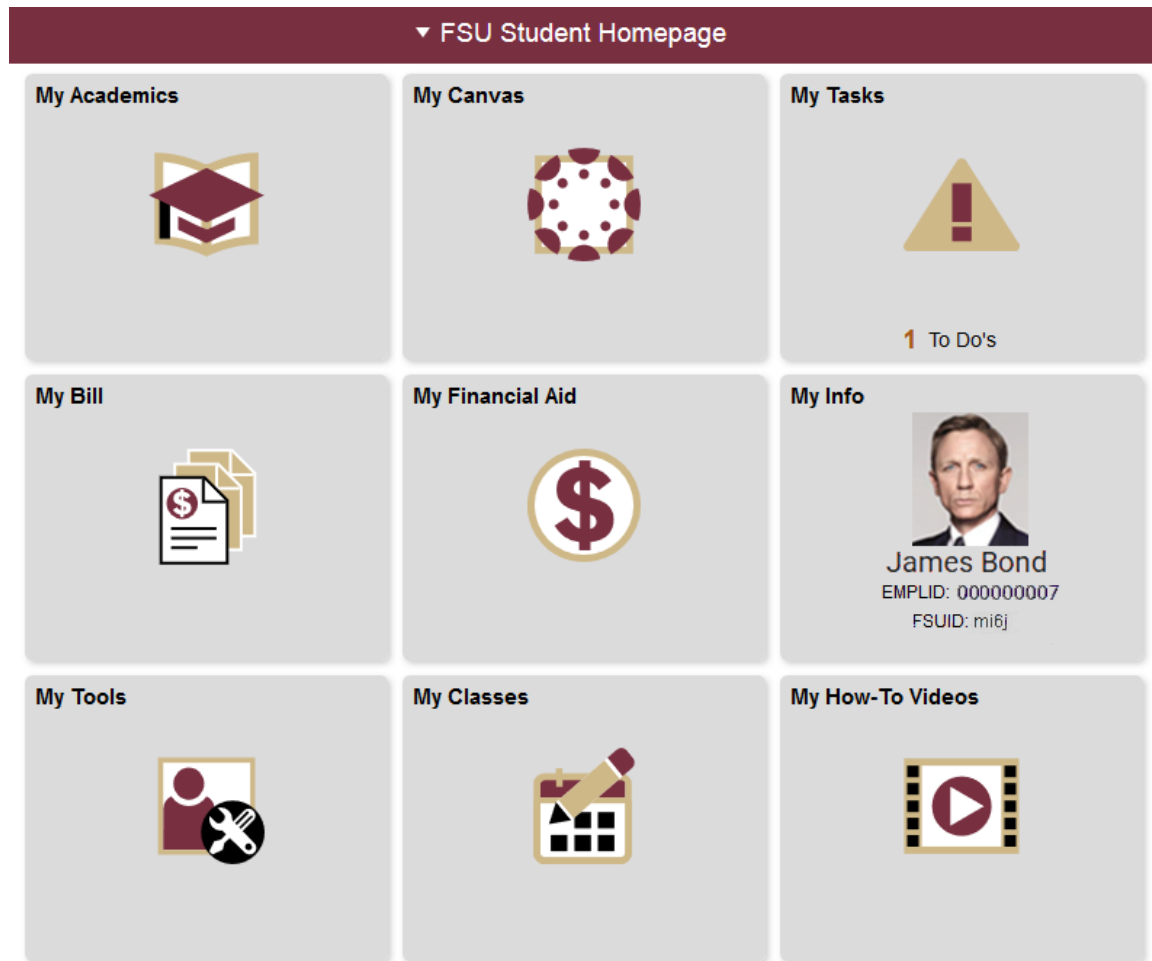 ▼ FSU Student Homepage
My Academics
My Canvas
My Tasks
1 To Do's
My Bill
My Financial Aid
My Info
James Bond
EMPLID: 000000007
FSUID: mi6j
My Tools
My Classes
My How-To Videos